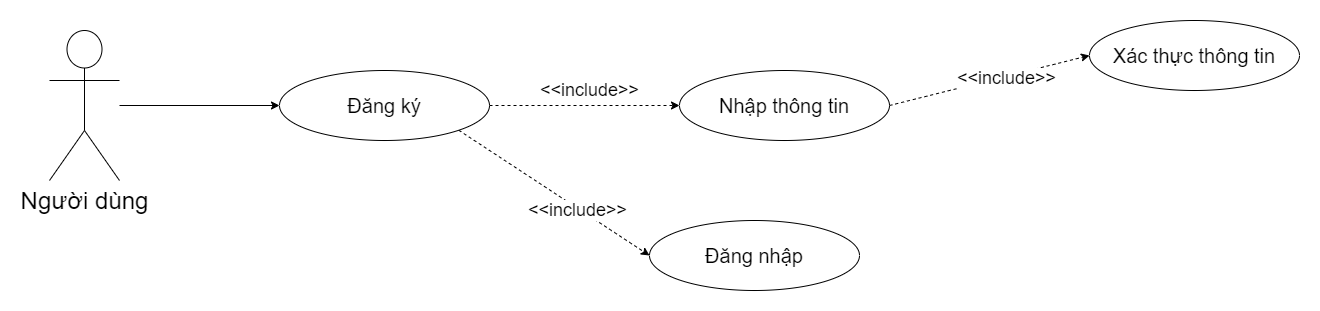 Người dùng
Đăng ký
<<include>>
Nhập thông tin
<<include>>
Xác thực thông tin
<<include>>
Đăng nhập